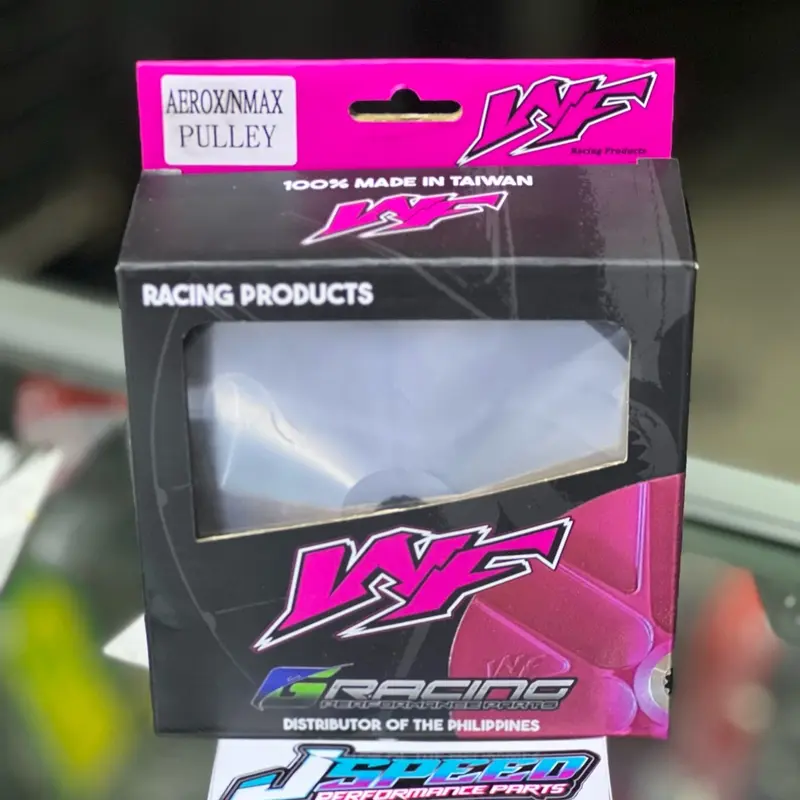 AEROX/NMAX
PULLEY
WF
Racing Products
100% MADE IN TAIWAN
WF
RACING PRODUCTS
WF
WF
GRACING
PERFORMANCE PARTS
DISTRIBUTOR OF THE PHILIPPINES
JSPEED
PERFORMANCE PARTS